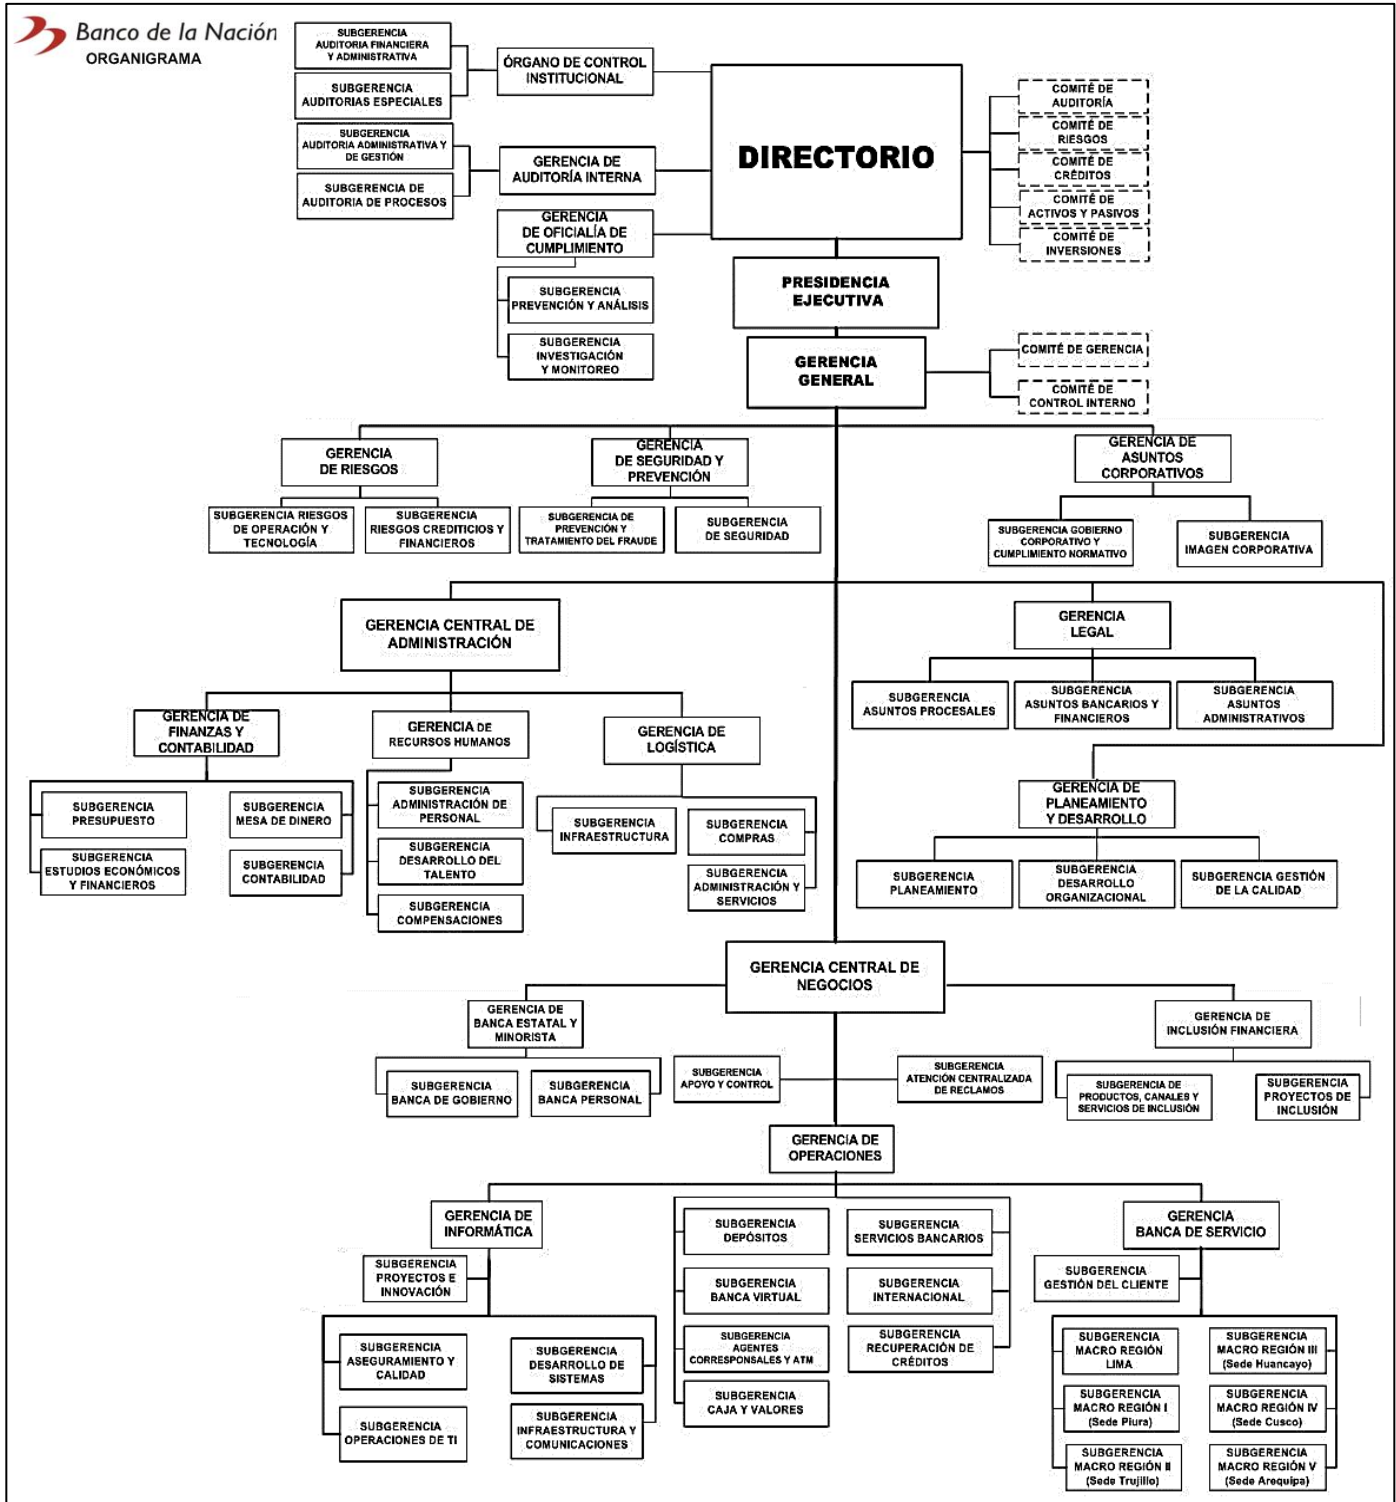 Banco de la Nación
ORGANIGRAMA
SUBGERENCIA
AUDITORIA FINANCIERA
Y ADMINISTRATIVA
SUBGERENCIA
AUDITORIAS ESPECIALES
ÓRGANO DE CONTROL
INSTITUCIONAL
SUBGERENCIA
AUDITORIA ADMINISTRATIVA Y
DE GESTIÓN
SUBGERENCIA DE
AUDITORIA DE PROCESOS
GERENCIA DE
AUDITORÍA INTERNA
GERENCIA
DE OFICIALÍA DE
CUMPLIMIENTO
SUBGERENCIA
PREVENCIÓN Y ANÁLISIS
SUBGERENCIA
INVESTIGACIÓN
Y MONITOREO
DIRECTORIO
COMITÉ DE
AUDITORÍA
COMITÉ DE
RIESGOS
COMITÉ DE
CRÉDITOS
COMITÉ DE
ACTIVOS Y PASIVOS
COMITÉ DE
INVERSIONES
PRESIDENCIA
EJECUTIVA
GERENCIA
GENERAL
COMITÉ DE GERENCIA
COMITÉ DE
CONTROL INTERNO
GERENCIA
DE RIESGOS
SUBGERENCIA RIESGOS
DE OPERACIÓN Y
TECNOLOGÍA
SUBGERENCIA
RIESGOS CREDITICIOS Y
FINANCIEROS
GERENCIA
DE SEGURIDAD Y
PREVENCIÓN
SUBGERENCIA DE
PREVENCIÓN Y
TRATAMIENTO DEL FRAUDE
SUBGERENCIA
DE SEGURIDAD
GERENCIA DE
ASUNTOS
CORPORATIVOS
SUBGERENCIA GOBIERNO
CORPORATIVO Y
CUMPLIMIENTO NORMATIVO
SUBGERENCIA
IMAGEN CORPORATIVA
GERENCIA CENTRAL DE
ADMINISTRACIÓN
GERENCIA
LEGAL
SUBGERENCIA
ASUNTOS PROCESALES
SUBGERENCIA
ASUNTOS BANCARIOS Y
FINANCIEROS
SUBGERENCIA
ASUNTOS
ADMINISTRATIVOS
GERENCIA DE
FINANZAS Y
CONTABILIDAD
SUBGERENCIA
PRESUPUESTO
SUBGERENCIA
MESA DE DINERO
SUBGERENCIA
ESTUDIOS ECONÓMICOS
Y FINANCIEROS
SUBGERENCIA
CONTABILIDAD
GERENCIA DE
RECURSOS HUMANOS
SUBGERENCIA
ADMINISTRACIÓN DE
PERSONAL
SUBGERENCIA
DESARROLLO DEL
TALENTO
SUBGERENCIA
COMPENSACIONES
GERENCIA DE
LOGÍSTICA
SUBGERENCIA
INFRAESTRUCTURA
SUBGERENCIA
COMPRAS
SUBGERENCIA
ADMINISTRACIÓN Y
SERVICIOS
GERENCIA DE
PLANEAMIENTO
Y DESARROLLO
SUBGERENCIA
PLANEAMIENTO
SUBGERENCIA
DESARROLLO
ORGANIZACIONAL
SUBGERENCIA GESTIÓN
DE LA CALIDAD
GERENCIA CENTRAL DE
NEGOCIOS
GERENCIA DE
BANCA ESTATAL Y
MINORISTA
SUBGERENCIA
BANCA DE GOBIERNO
SUBGERENCIA
BANCA PERSONAL
SUBGERENCIA
APOYO Y CONTROL
SUBGERENCIA
ATENCIÓN CENTRALIZADA
DE RECLAMOS
GERENCIA DE
INCLUSIÓN FINANCIERA
SUBGERENCIA DE
PRODUCTOS, CANALES Y
SERVICIOS DE INCLUSIÓN
SUBGERENCIA
PROYECTOS DE
INCLUSIÓN
GERENCIA DE
OPERACIONES
GERENCIA DE
INFORMÁTICA
SUBGERENCIA
PROYECTOS E
INNOVACIÓN
SUBGERENCIA
ASEGURAMIENTO Y
CALIDAD
SUBGERENCIA
DESARROLLO DE
SISTEMAS
SUBGERENCIA
OPERACIONES DE TI
SUBGERENCIA
INFRAESTRUCTURA Y
COMUNICACIONES
SUBGERENCIA
DEPÓSITOS
SUBGERENCIA
SERVICIOS BANCARIOS
SUBGERENCIA
BANCA VIRTUAL
SUBGERENCIA
INTERNACIONAL
SUBGERENCIA
AGENTES
CORRESPONSALES Y ATM
SUBGERENCIA
RECUPERACIÓN DE
CRÉDITOS
SUBGERENCIA
CAJA Y VALORES
GERENCIA
BANCA DE SERVICIO
SUBGERENCIA
GESTIÓN DEL CLIENTE
SUBGERENCIA
MACRO REGIÓN
LIMA
SUBGERENCIA
MACRO REGIÓN III
(Sede Huancayo)
SUBGERENCIA
MACRO REGIÓN I
(Sede Piura)
SUBGERENCIA
MACRO REGIÓN IV
(Sede Cusco)
SUBGERENCIA
MACRO REGIÓN II
(Sede Trujillo)
SUBGERENCIA
MACRO REGIÓN V
(Sede Arequipa)